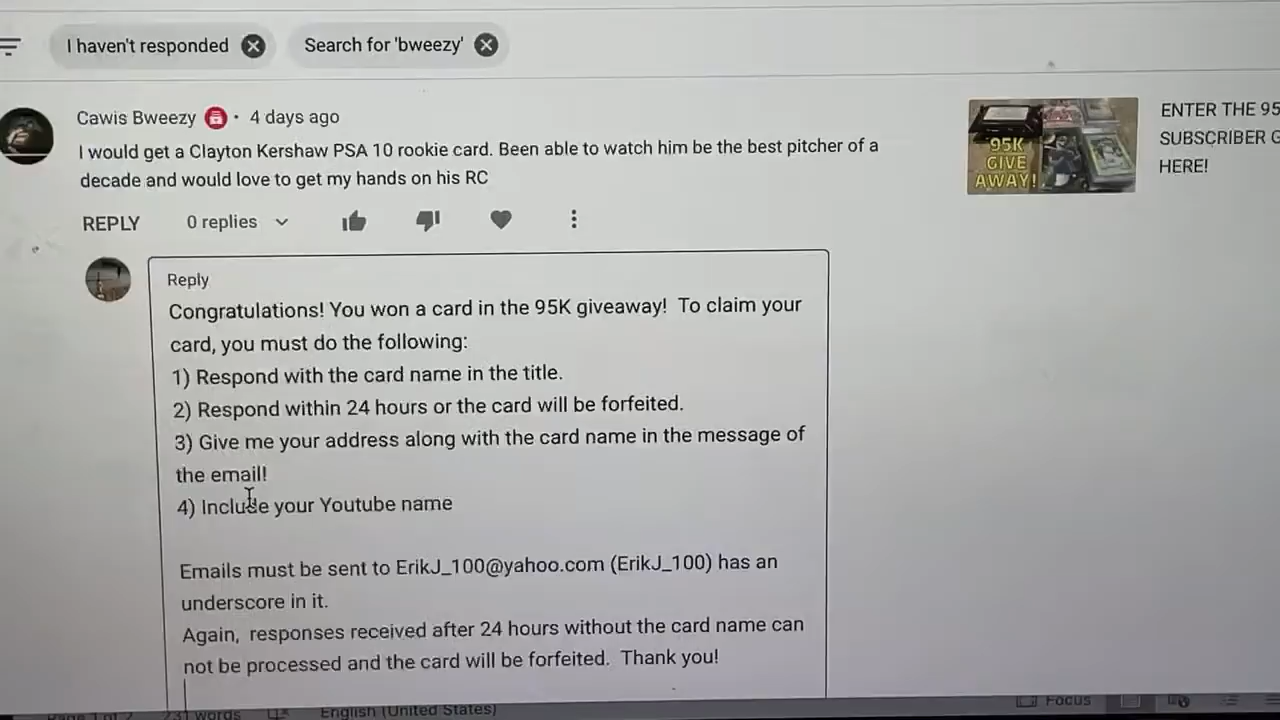 I haven't responded
Search for 'bweezy'
Cawis Bweezy · 4 days ago
I would get a Clayton Kershaw PSA 10 rookie card. Been able to watch him be the best pitcher of a
decade and would love to get my hands on his RC
REPLY 0 replies
95K
GIVE
AWAY!
ENTER THE 95
SUBSCRIBER G
HERE!
Reply
Congratulations! You won a card in the 95K giveaway! To claim your
card, you must do the following:
1) Respond with the card name in the title.
2) Respond within 24 hours or the card will be forfeited.
3) Give me your address along with the card name in the message of
the email!
4) Include your Youtube name
Emails must be sent to ErikJ_100@yahoo.com (ErikJ_100) has an
underscore in it.
Again, responses received after 24 hours without the card name can
not be processed and the card will be forfeited. Thank you!
Page 1 of 2 231 words English (United States) Focus